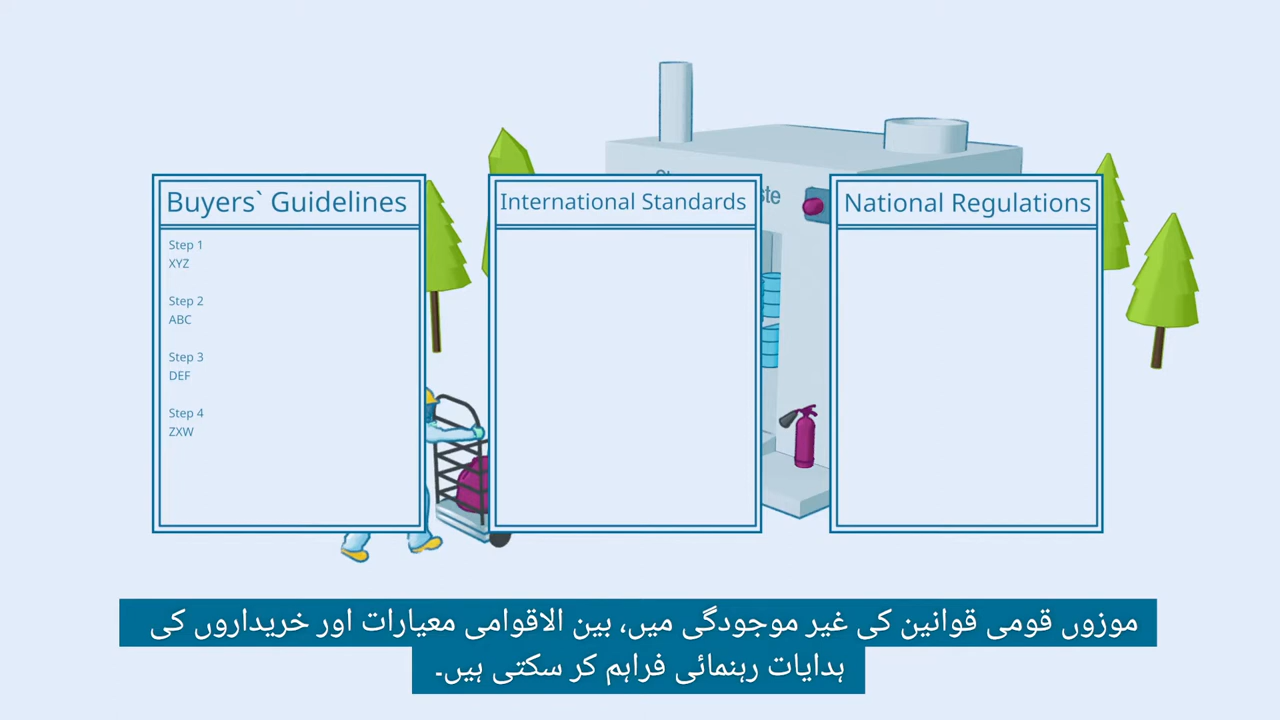 Buyers` Guidelines
Step 1
XYZ
Step 2
ABC
Step 3
DEF
Step 4
ZXW
International Standards
National Regulations
موزوں قومی قوانین کی غیر موجودگی میں، بین الاقوامی معیارات اور خریداروں کی
ہدایات رہنمائی فراہم کر سکتی ہیں۔